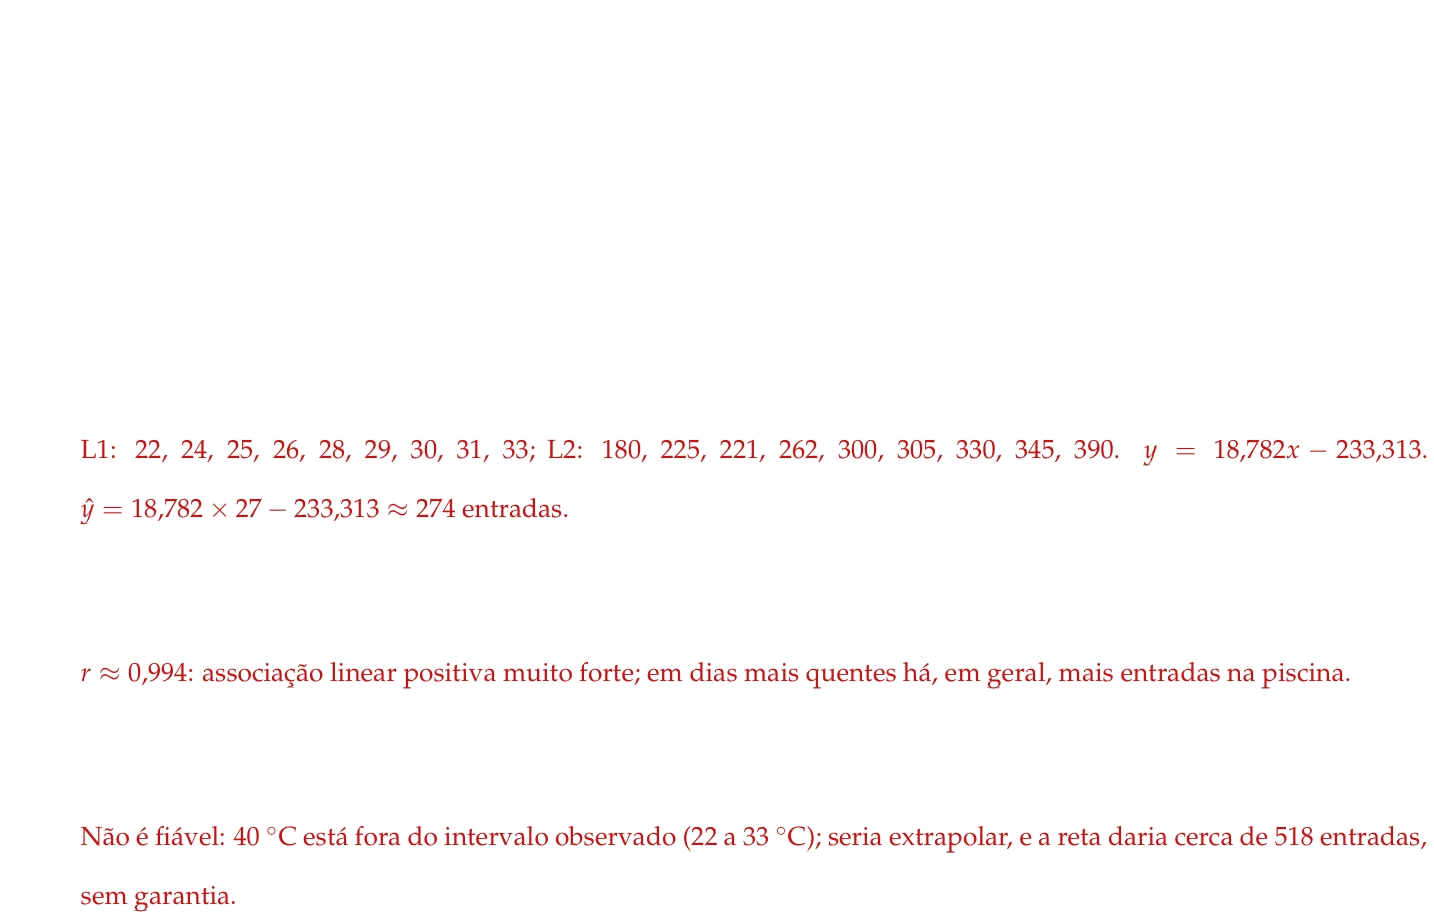 L1: 22, 24, 25, 26, 28, 29, 30, 31, 33; L2: 180, 225, 221, 262, 300, 305, 330, 345, 390. y = 18,782x − 233,313.
ŷ = 18,782 × 27 − 233,313 ≈ 274 entradas.
r ≈ 0,994: associação linear positiva muito forte; em dias mais quentes há, em geral, mais entradas na piscina.
Não é fiável: 40 °C está fora do intervalo observado (22 a 33 °C); seria extrapolar, e a reta daria cerca de 518 entradas,
sem garantia.